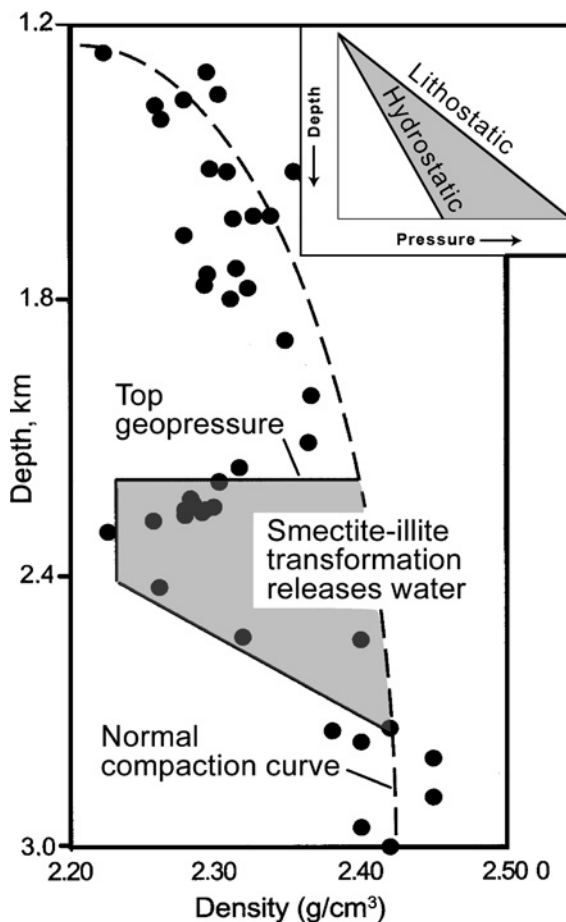 1.2
Depth
Lithostatic
Hydrostatic
Pressure
1.8
Depth, km
Top
geopressure
Smectite-illite
transformation
releases water
2.4
Normal
compaction curve
3.0
2.20 2.30 2.40 2.50 0
Density (g/cm³)